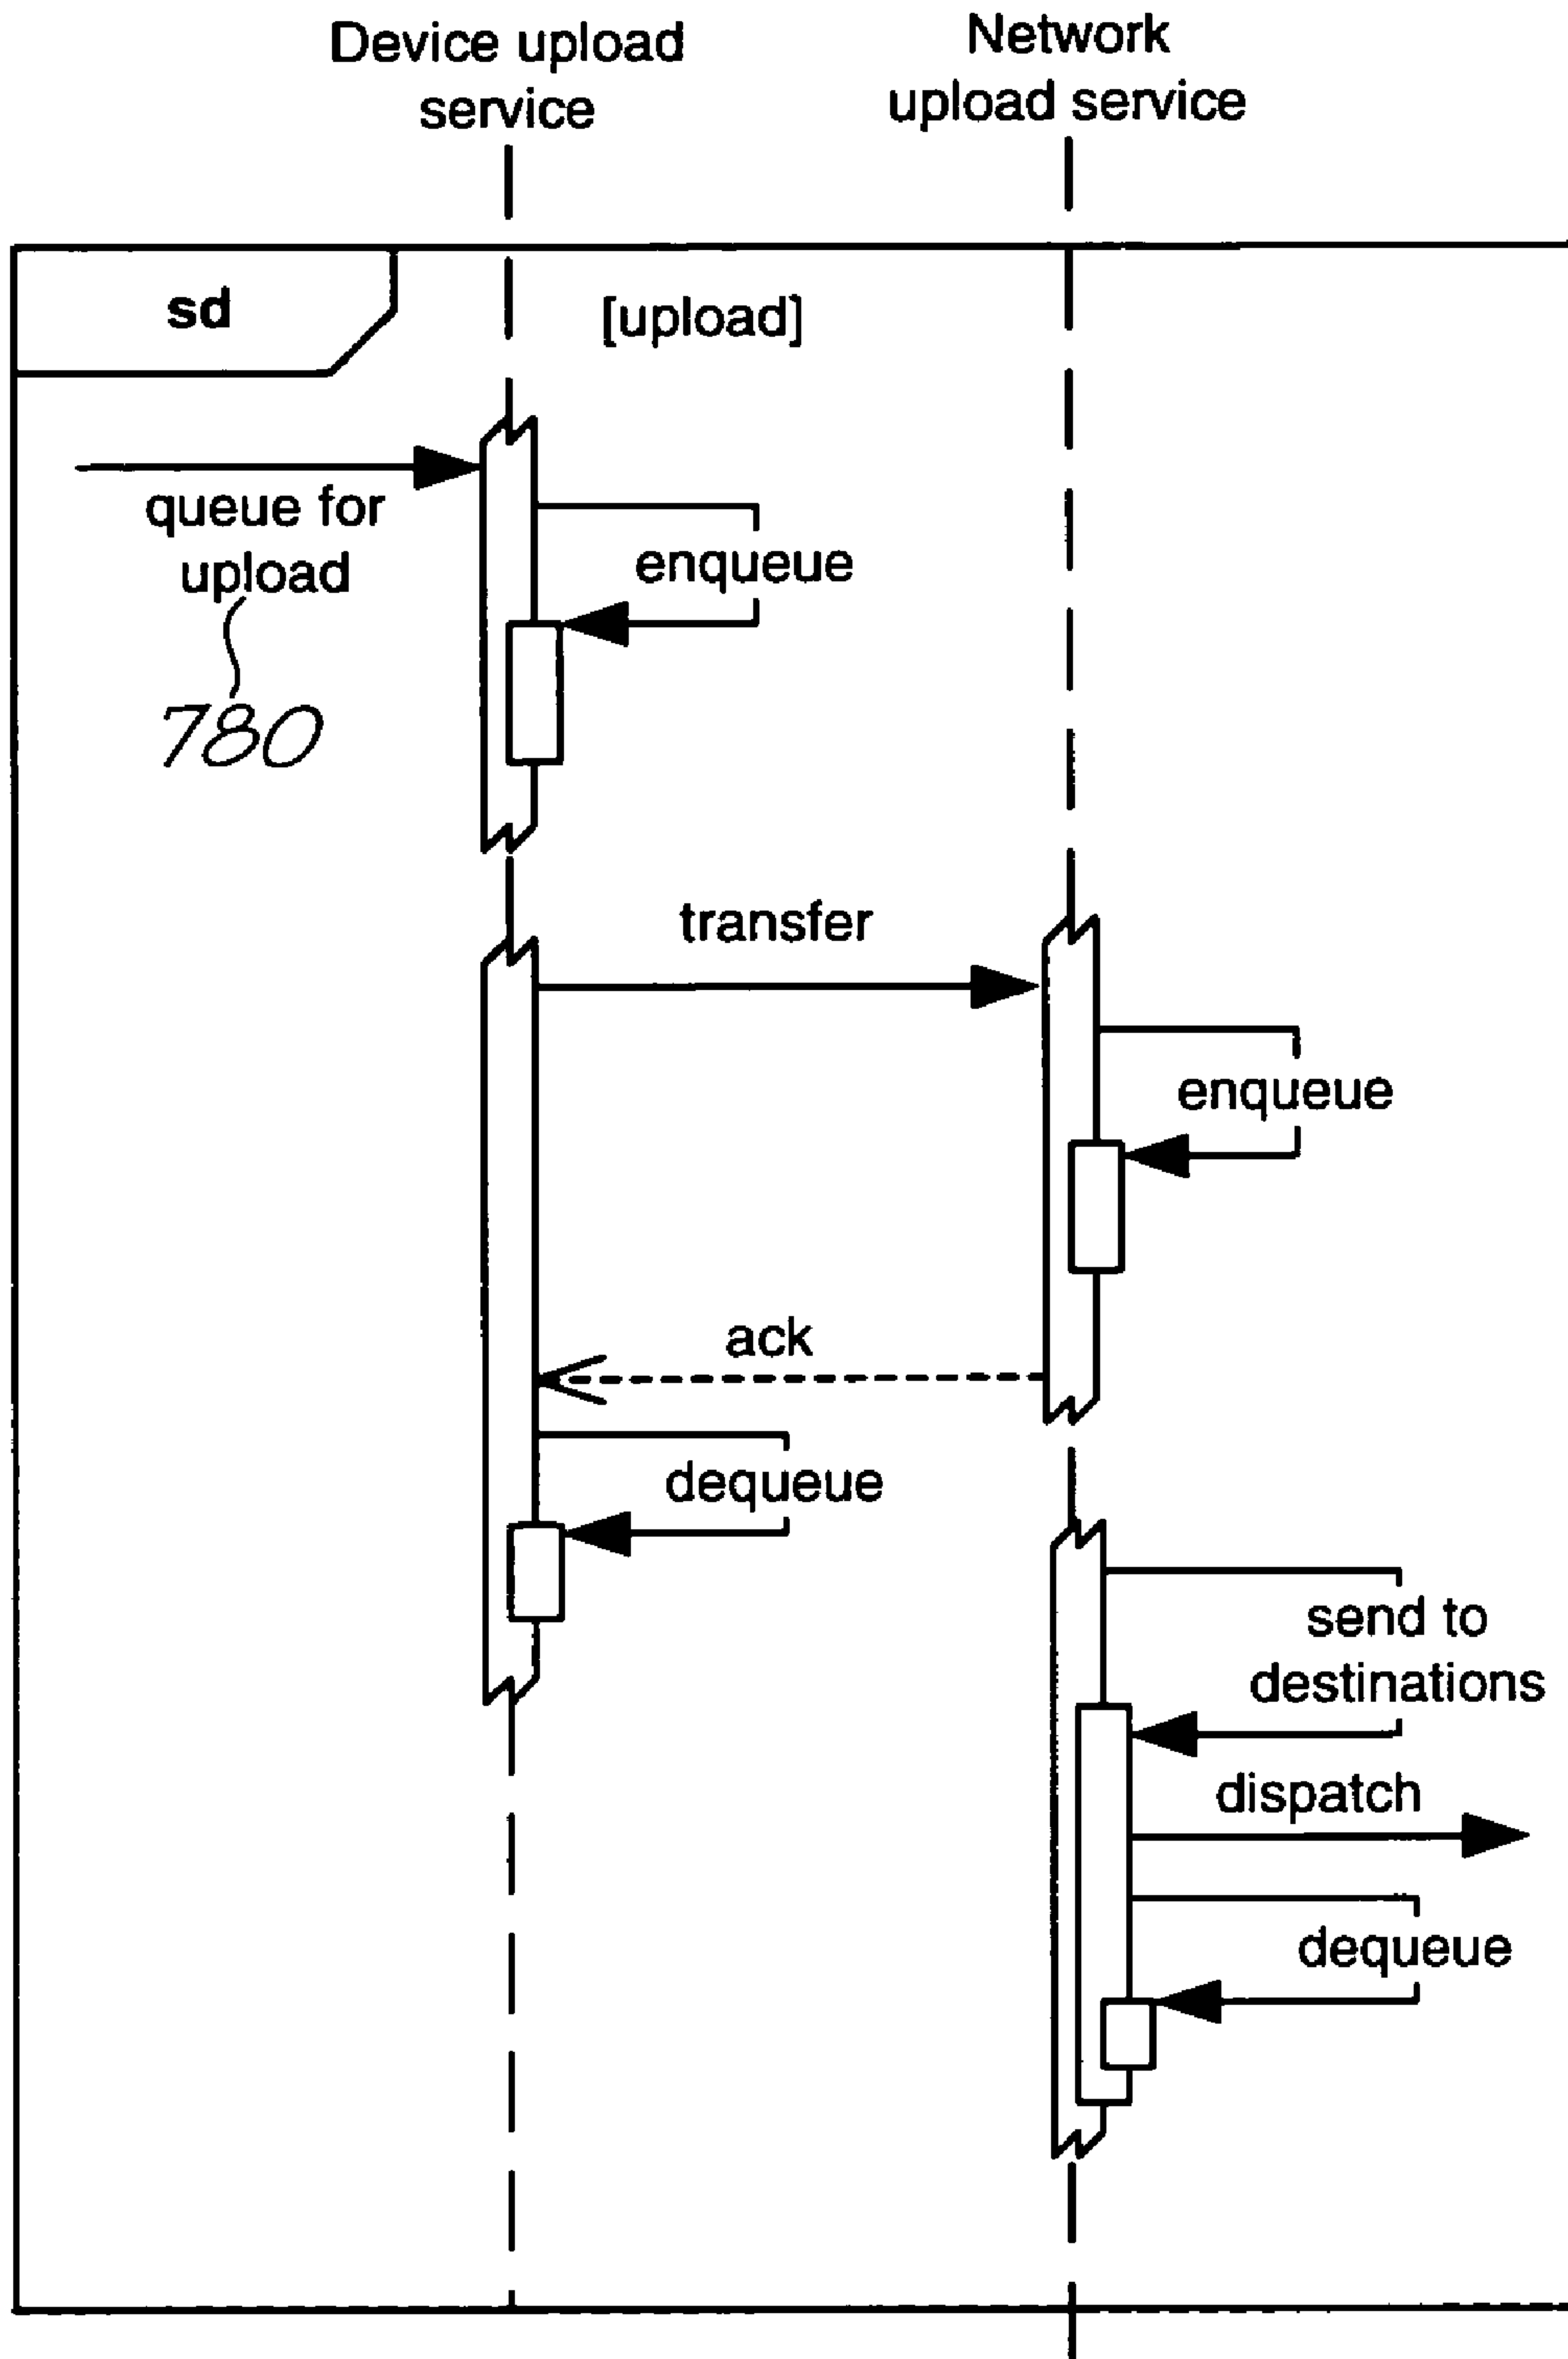 Device upload
service
Network
upload service
sd
[upload]
queue for
upload
780
enqueue
transfer
enqueue
ack
dequeue
send to
destinations
dispatch
dequeue